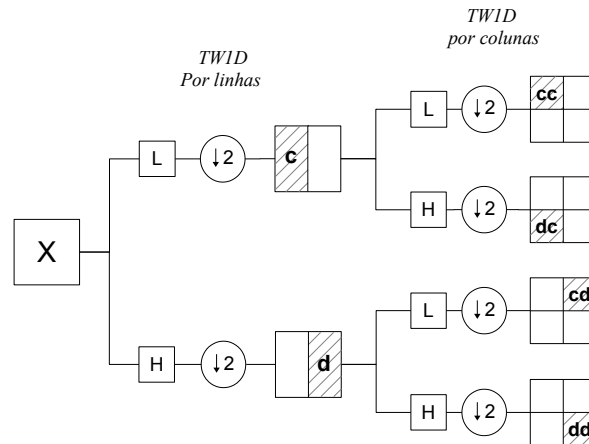 TW1D
por colunas
TW1D
Por linhas
L ↓2 cc
L ↓2 c
H ↓2 dc
X
L ↓2 cd
H ↓2 d
H ↓2 dd